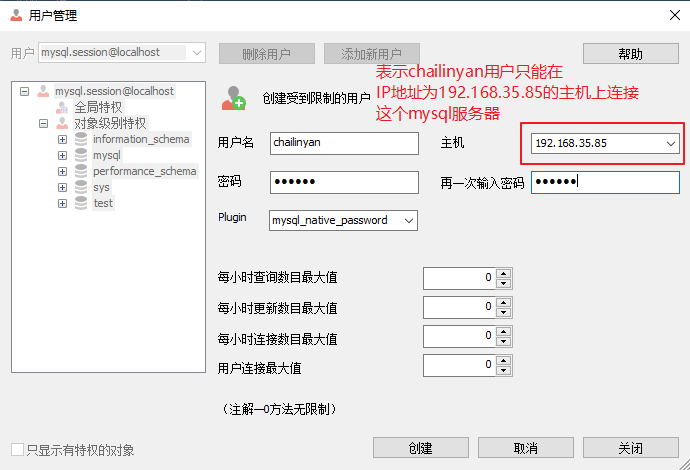 用户管理
用户 mysql.session@localhost 删除用户 添加新用户 帮助
表示chailinyan用户只能在
IP地址为192.168.35.85的主机上连接
这个mysql服务器
mysql.session@localhost
全局特权
对象级别特权
information_schema
mysql
performance_schema
sys
test
创建受到限制的用户
用户名 chailinyan 主机 192.168.35.85
密码 ●●●●●● 再一次输入密码 ●●●●●●
Plugin mysql_native_password
每小时查询数目最大值 0
每小时更新数目最大值 0
每小时连接数目最大值 0
用户连接最大值 0
（注解—0方法无限制）
只显示有特权的对象 创建 取消 关闭